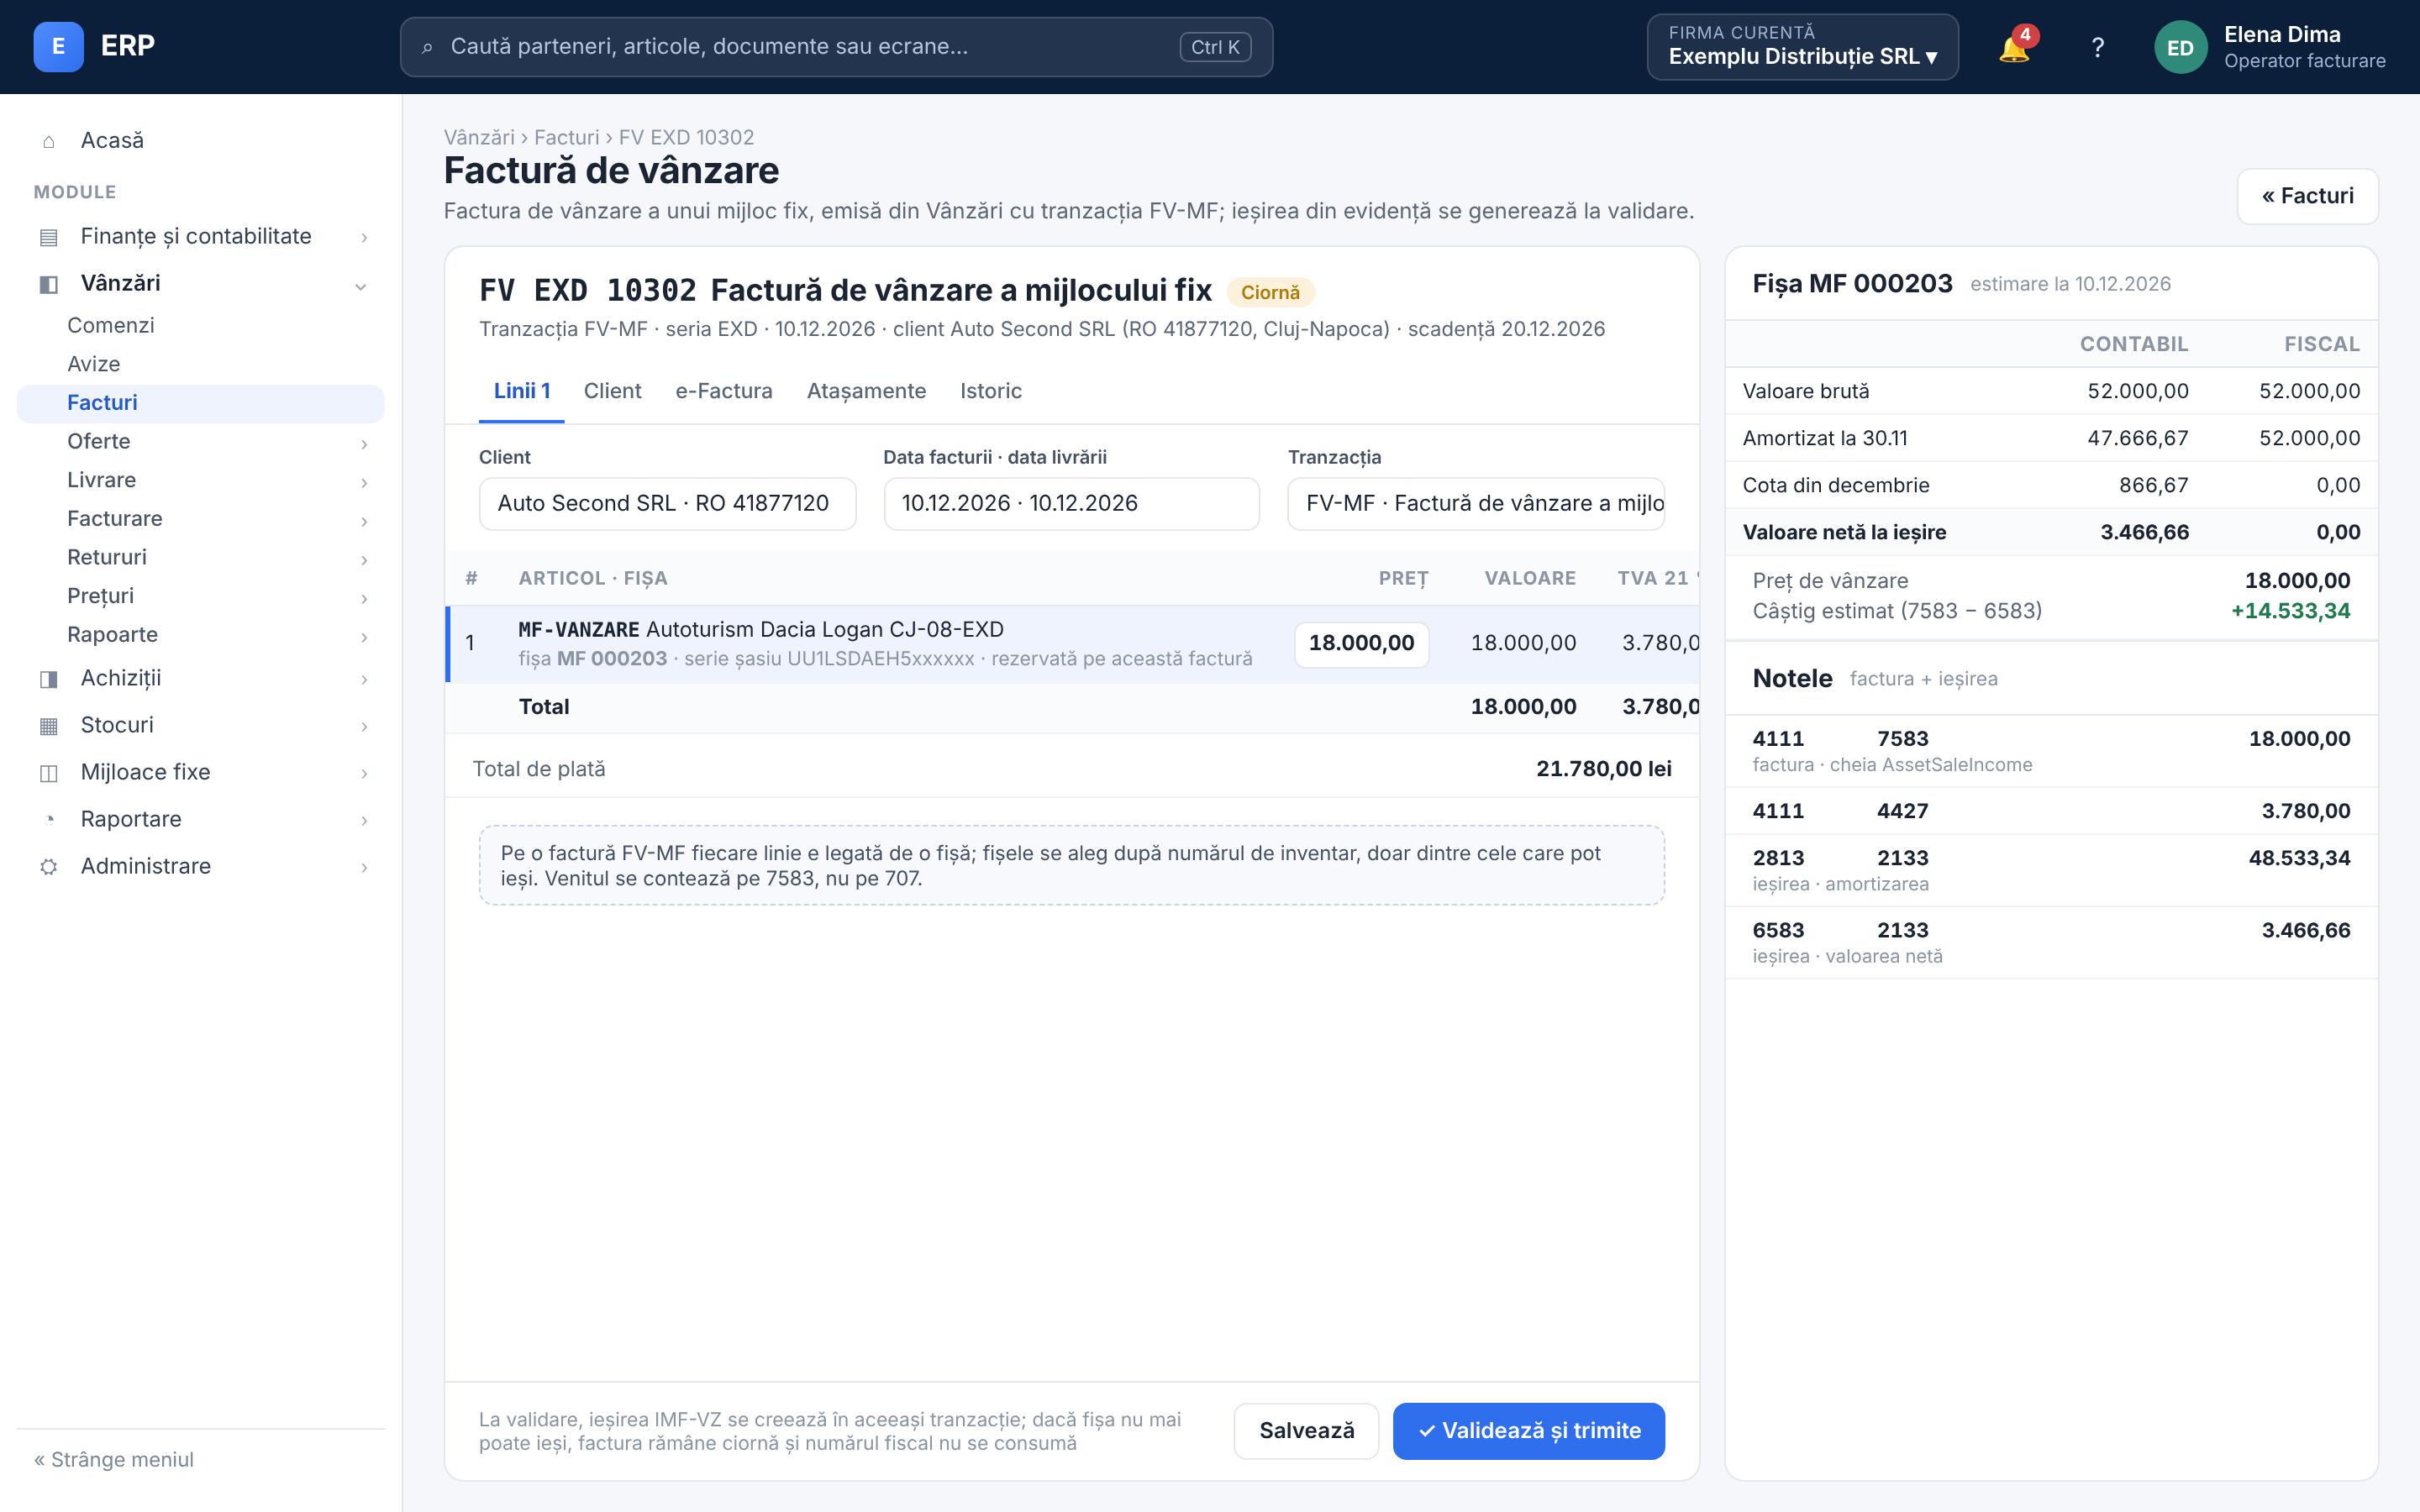 E ERP
Caută parteneri, articole, documente sau ecrane... Ctrl K
FIRMA CURENTĂ
Exemplu Distribuție SRL ▾
4
?
ED
Elena Dima
Operator facturare
Acasă
MODULE
Finanțe și contabilitate ›
Vânzări
Comenzi
Avize
Facturi
Oferte ›
Livrare ›
Facturare ›
Retururi ›
Prețuri ›
Rapoarte ›
Achiziții ›
Stocuri ›
Mijloace fixe ›
Raportare ›
Administrare ›
« Strânge meniul
Vânzări › Facturi › FV EXD 10302
Factură de vânzare
Factura de vânzare a unui mijloc fix, emisă din Vânzări cu tranzacția FV-MF; ieșirea din evidență se generează la validare.
« Facturi
FV EXD 10302 Factură de vânzare a mijlocului fix Ciornă
Tranzacția FV-MF · seria EXD · 10.12.2026 · client Auto Second SRL (RO 41877120, Cluj-Napoca) · scadență 20.12.2026
Linii 1 Client e-Factura Atașamente Istoric
Client Data facturii · data livrării Tranzacția
Auto Second SRL · RO 41877120 10.12.2026 · 10.12.2026 FV-MF · Factură de vânzare a mijlo
# ARTICOL · FIȘA PREȚ VALOARE TVA 21
1 MF-VANZARE Autoturism Dacia Logan CJ-08-EXD 18.000,00 18.000,00 3.780,0
fișa MF 000203 · serie șasiu UU1LSDAEH5xxxxxx · rezervată pe această factură
Total 18.000,00 3.780,0
Total de plată 21.780,00 lei
Pe o factură FV-MF fiecare linie e legată de o fișă; fișele se aleg după numărul de inventar, doar dintre cele care pot
ieși. Venitul se contează pe 7583, nu pe 707.
La validare, ieșirea IMF-VZ se creează în aceeași tranzacție; dacă fișa nu mai
poate ieși, factura rămâne ciornă și numărul fiscal nu se consumă
Salvează ✓ Validează și trimite
Fișa MF 000203 estimare la 10.12.2026
CONTABIL FISCAL
Valoare brută 52.000,00 52.000,00
Amortizat la 30.11 47.666,67 52.000,00
Cota din decembrie 866,67 0,00
Valoare netă la ieșire 3.466,66 0,00
Preț de vânzare 18.000,00
Câștig estimat (7583 − 6583) +14.533,34
Notele factura + ieșirea
4111 7583 18.000,00
factura · cheia AssetSaleIncome
4111 4427 3.780,00
2813 2133 48.533,34
ieșirea · amortizarea
6583 2133 3.466,66
ieșirea · valoarea netă